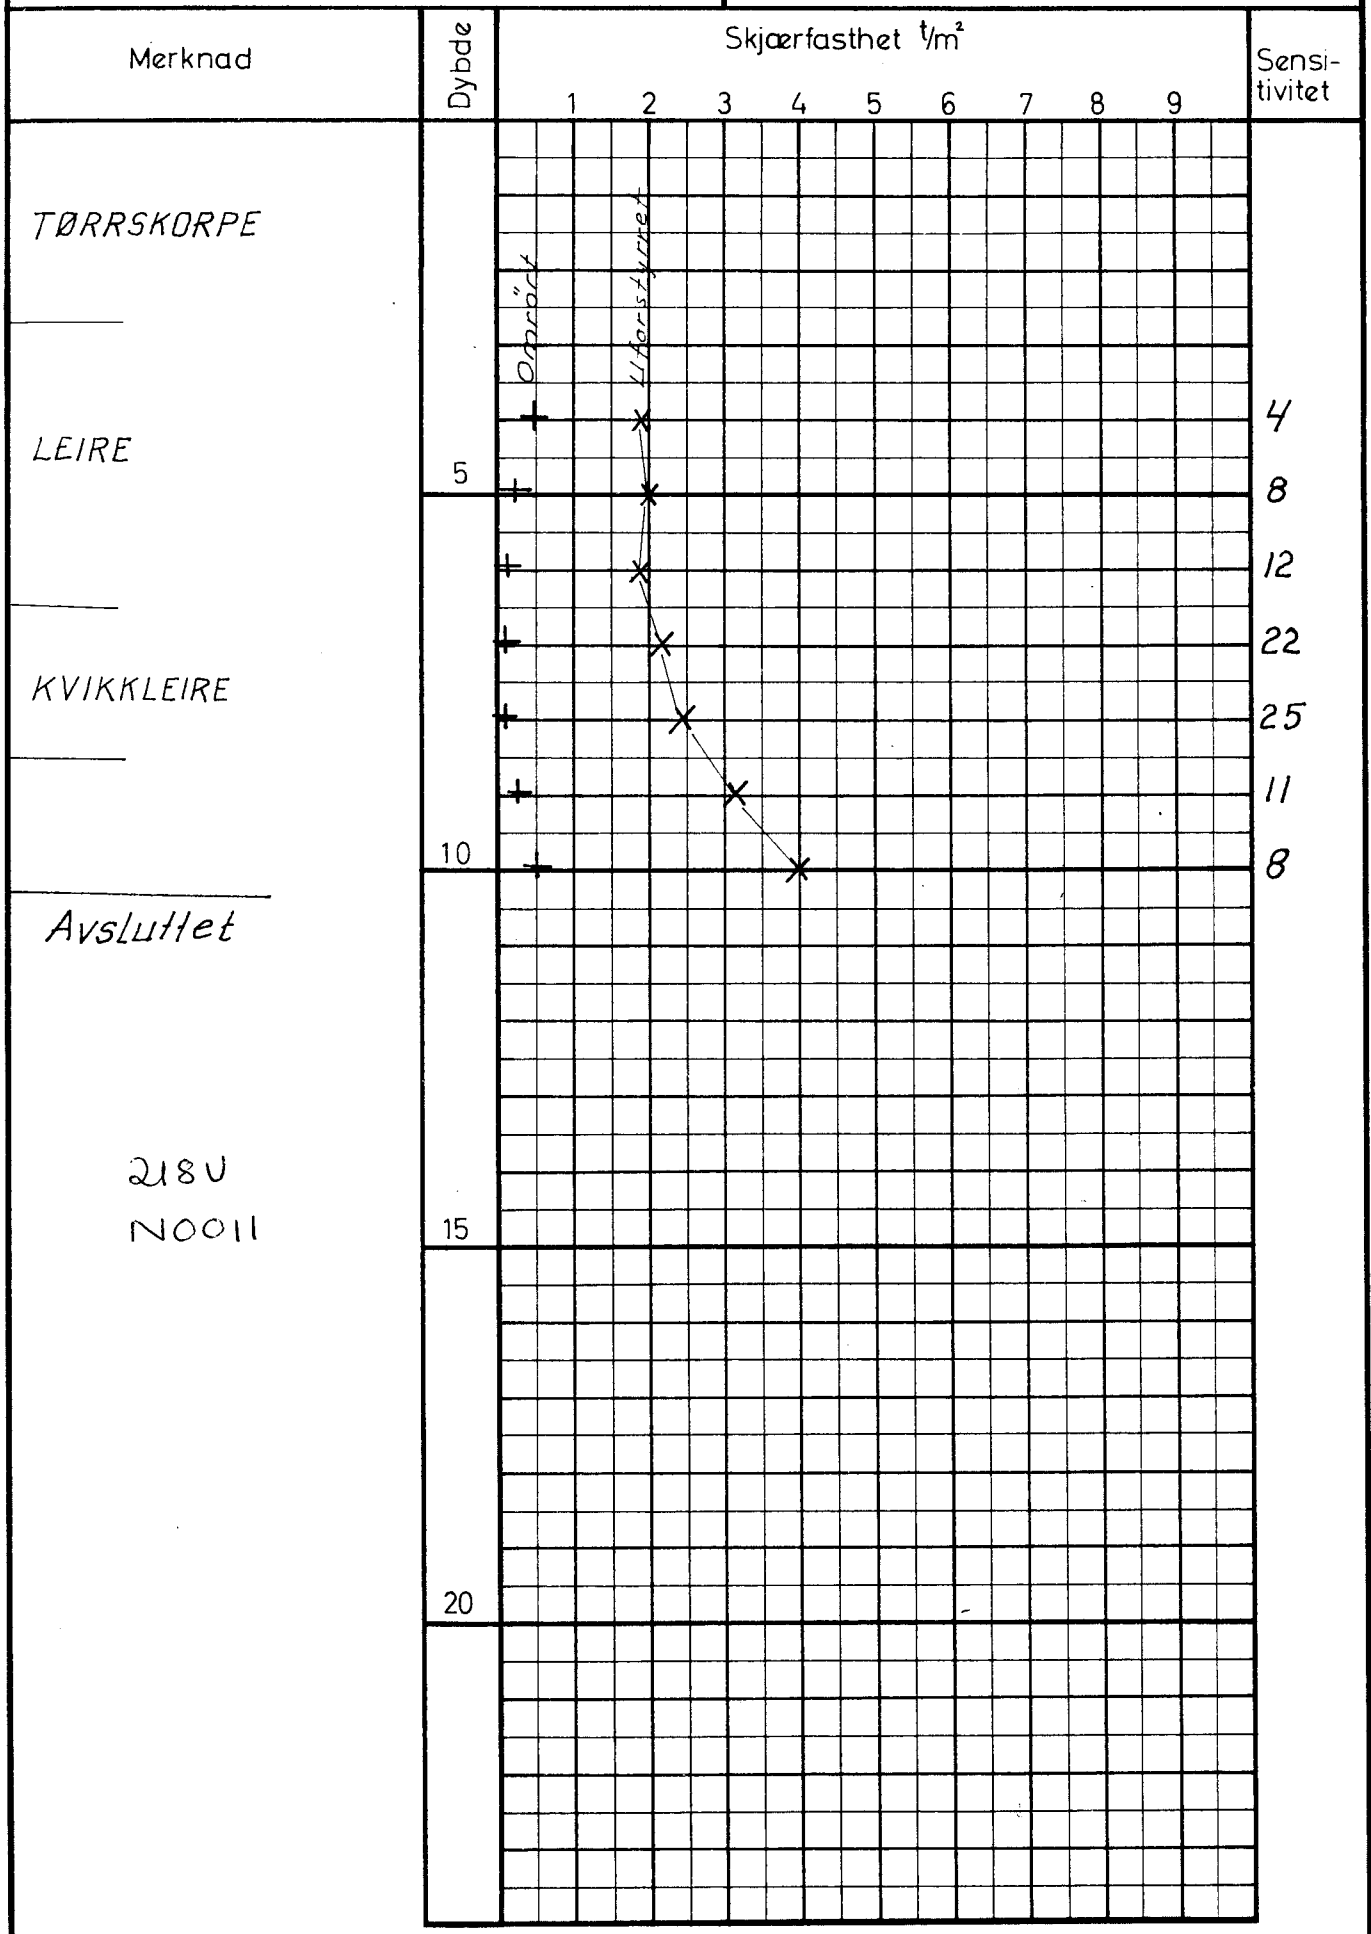 Merknad
Dybde
Skjærfasthet t/m²
Sensi-
tivitet
1 2 3 4 5 6 7 8 9
TØRRSKORPE
Omrört
Uforstyrret
4
LEIRE
5
8
12
22
KVIKKLEIRE
25
11
10
8
Avsluttet
218U
N0011
15
20